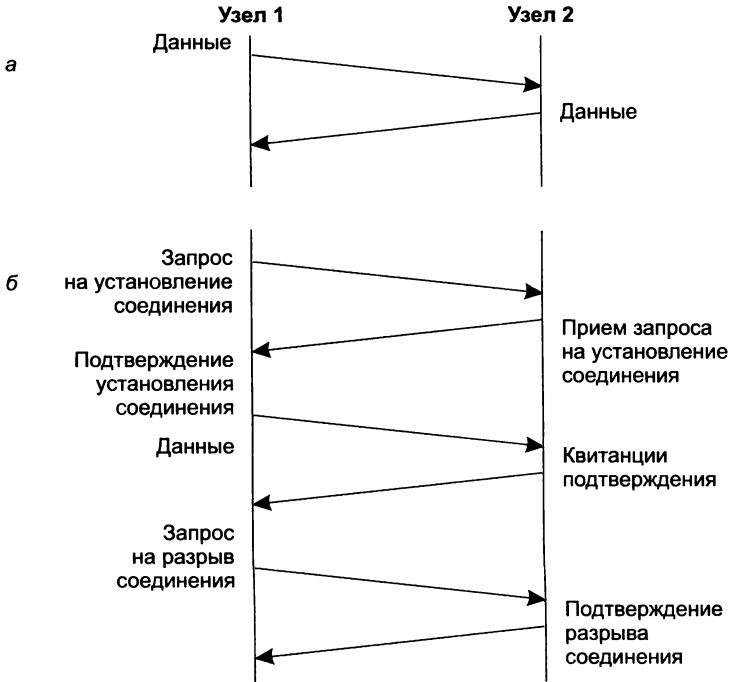 Узел 1
Узел 2
Данные
а
Данные
Запрос
на установление
соединения
б
Прием запроса
на установление
соединения
Подтверждение
установления
соединения
Данные
Квитанции
подтверждения
Запрос
на разрыв
соединения
Подтверждение
разрыва
соединения